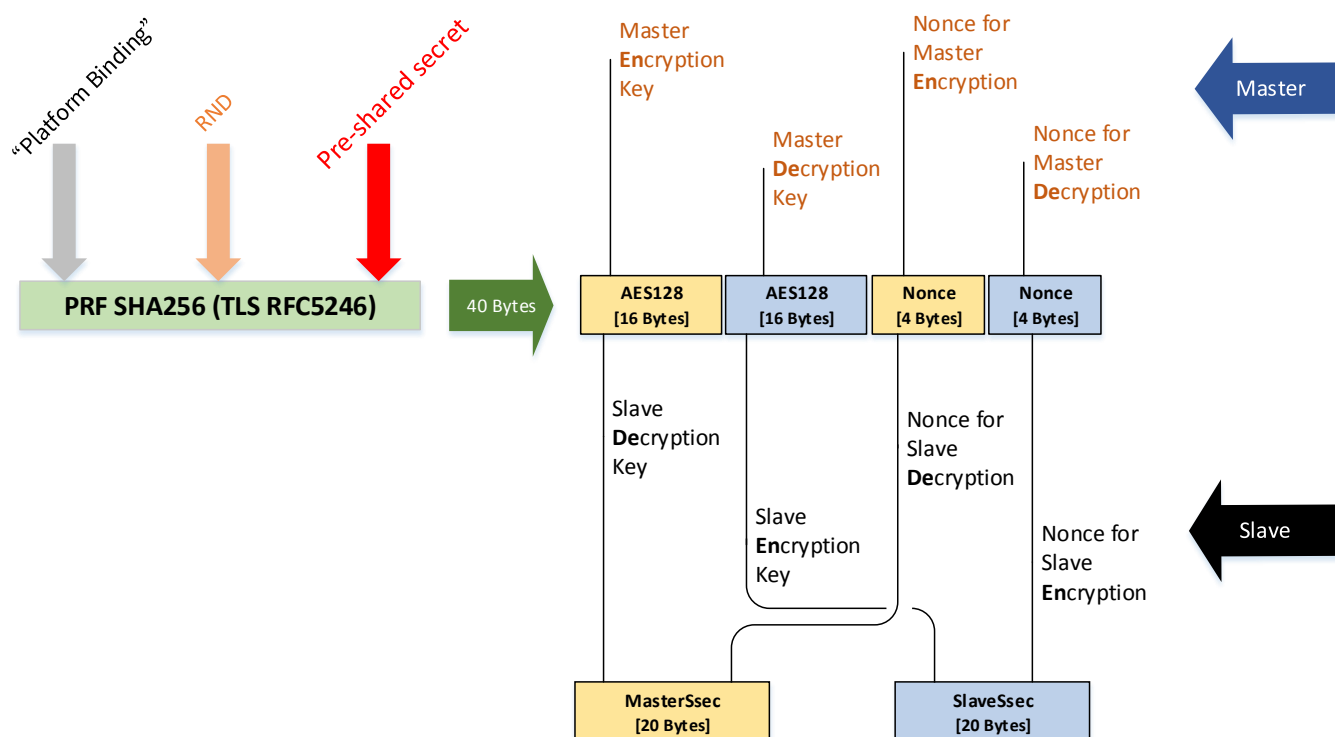 “Platform Binding”
RND
Pre-shared secret
PRF SHA256 (TLS RFC5246)
40 Bytes
Master
Encryption
Key
Nonce for
Master
Encryption
Master
Decryption
Key
Nonce for
Master
Decryption
Master
AES128
[16 Bytes]
AES128
[16 Bytes]
Nonce
[4 Bytes]
Nonce
[4 Bytes]
Slave
Decryption
Key
Nonce for
Slave
Decryption
Slave
Encryption
Key
Nonce for
Slave
Encryption
Slave
MasterSsec
[20 Bytes]
SlaveSsec
[20 Bytes]